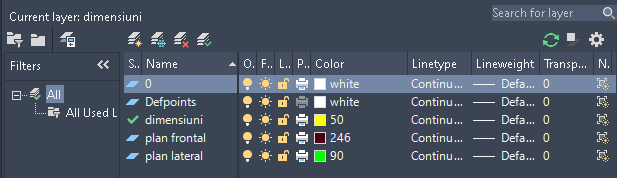 Current layer: dimensiuni
Search for layer
Filters
S.. Name O. F.. L.. P.. Color Linetype Lineweight Transp... N.
All
All Used L
0 white Continu... Defa... 0
Defpoints white Continu... Defa... 0
dimensiuni 50 Continu... Defa... 0
plan frontal 246 Continu... Defa... 0
plan lateral 90 Continu... Defa... 0